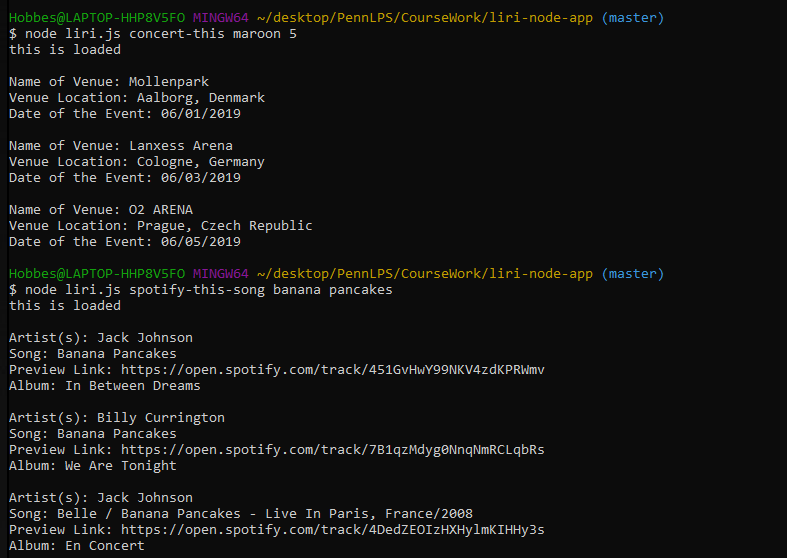 Hobbes@LAPTOP-HHP8V5FO MINGW64 ~/desktop/PennLPS/CourseWork/liri-node-app (master)
$ node liri.js concert-this maroon 5
this is loaded
Name of Venue: Mollenpark
Venue Location: Aalborg, Denmark
Date of the Event: 06/01/2019
Name of Venue: Lanxess Arena
Venue Location: Cologne, Germany
Date of the Event: 06/03/2019
Name of Venue: O2 ARENA
Venue Location: Prague, Czech Republic
Date of the Event: 06/05/2019
Hobbes@LAPTOP-HHP8V5FO MINGW64 ~/desktop/PennLPS/CourseWork/liri-node-app (master)
$ node liri.js spotify-this-song banana pancakes
this is loaded
Artist(s): Jack Johnson
Song: Banana Pancakes
Preview Link: https://open.spotify.com/track/451GvHwY99NKV4zdKPRWmv
Album: In Between Dreams
Artist(s): Billy Currington
Song: Banana Pancakes
Preview Link: https://open.spotify.com/track/7B1qzMdyg0NnqNmRCLqbRs
Album: We Are Tonight
Artist(s): Jack Johnson
Song: Belle / Banana Pancakes - Live In Paris, France/2008
Preview Link: https://open.spotify.com/track/4DedZEOIzHXHylmKIHHy3s
Album: En Concert